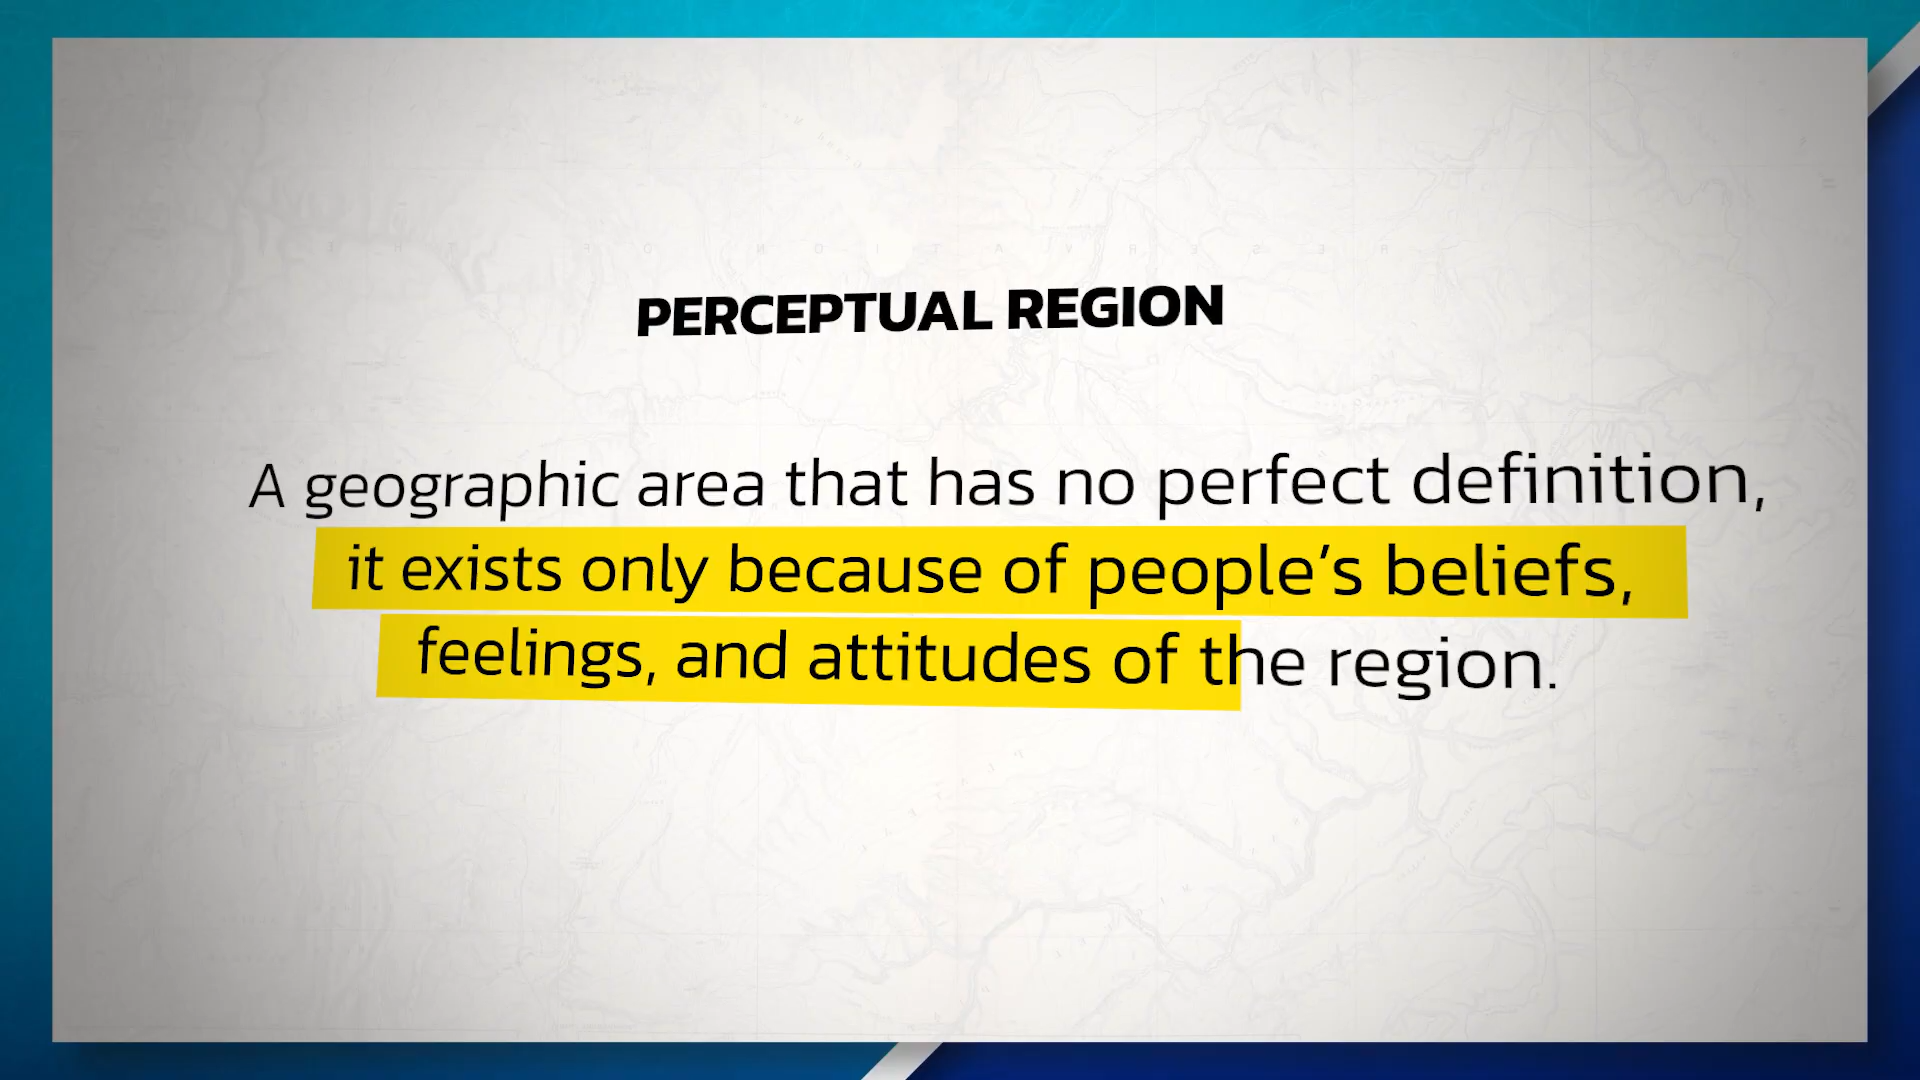 PERCEPTUAL REGION
A geographic area that has no perfect definition,
it exists only because of people’s beliefs,
feelings, and attitudes of the region.